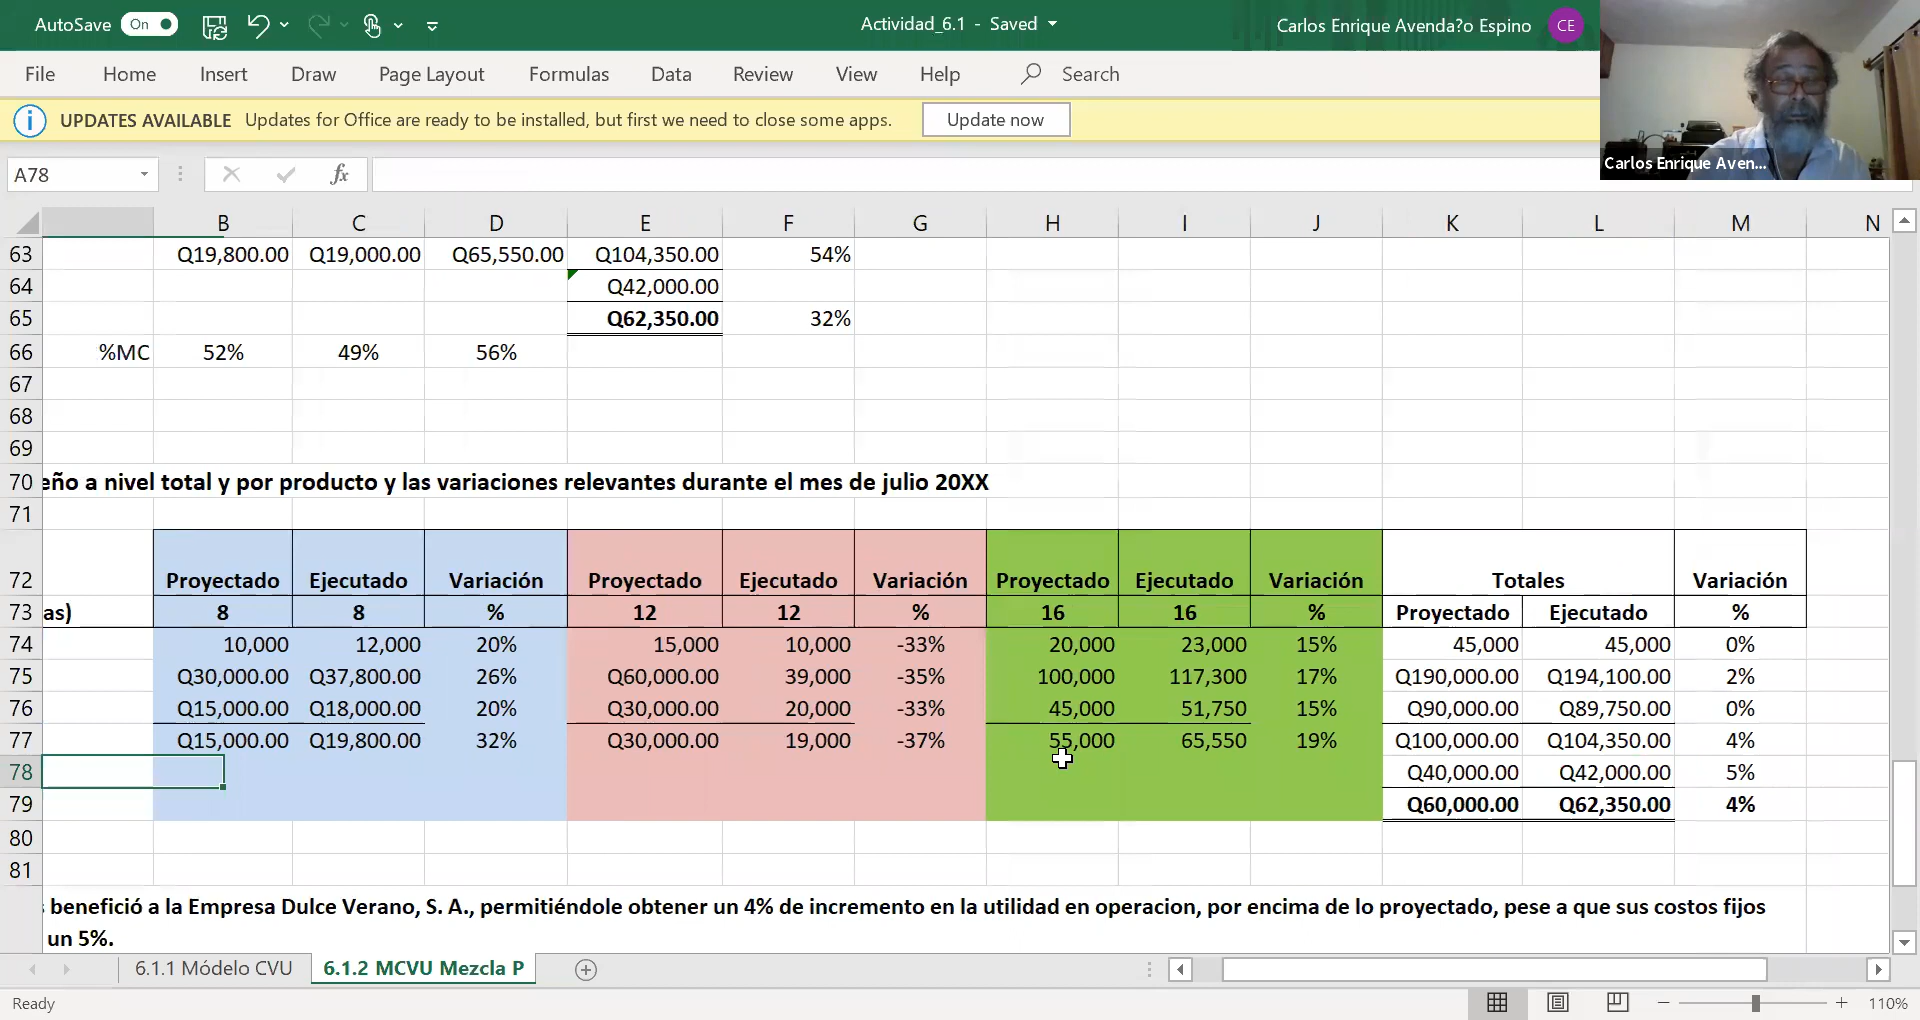 AutoSave On Actividad_6.1 - Saved Carlos Enrique Avenda?o Espino CE
File Home Insert Draw Page Layout Formulas Data Review View Help Search
UPDATES AVAILABLE Updates for Office are ready to be installed, but first we need to close some apps. Update now
Carlos Enrique Aven...
A78 fx
B C D E F G H I J K L M N
63 Q19,800.00 Q19,000.00 Q65,550.00 Q104,350.00 54%
64 Q42,000.00
65 Q62,350.00 32%
66 %MC 52% 49% 56%
67
68
69
70 eño a nivel total y por producto y las variaciones relevantes durante el mes de julio 20XX
71
72 Proyectado Ejecutado Variación Proyectado Ejecutado Variación Proyectado Ejecutado Variación Totales Variación
73 as) 8 8 % 12 12 % 16 16 % Proyectado Ejecutado %
74 10,000 12,000 20% 15,000 10,000 -33% 20,000 23,000 15% 45,000 45,000 0%
75 Q30,000.00 Q37,800.00 26% Q60,000.00 39,000 -35% 100,000 117,300 17% Q190,000.00 Q194,100.00 2%
76 Q15,000.00 Q18,000.00 20% Q30,000.00 20,000 -33% 45,000 51,750 15% Q90,000.00 Q89,750.00 0%
77 Q15,000.00 Q19,800.00 32% Q30,000.00 19,000 -37% 55,000 65,550 19% Q100,000.00 Q104,350.00 4%
78 Q40,000.00 Q42,000.00 5%
79 Q60,000.00 Q62,350.00 4%
80
81
benefició a la Empresa Dulce Verano, S. A., permitiéndole obtener un 4% de incremento en la utilidad en operacion, por encima de lo proyectado, pese a que sus costos fijos
un 5%.
6.1.1 Módelo CVU 6.1.2 MCVU Mezcla P
Ready 110%